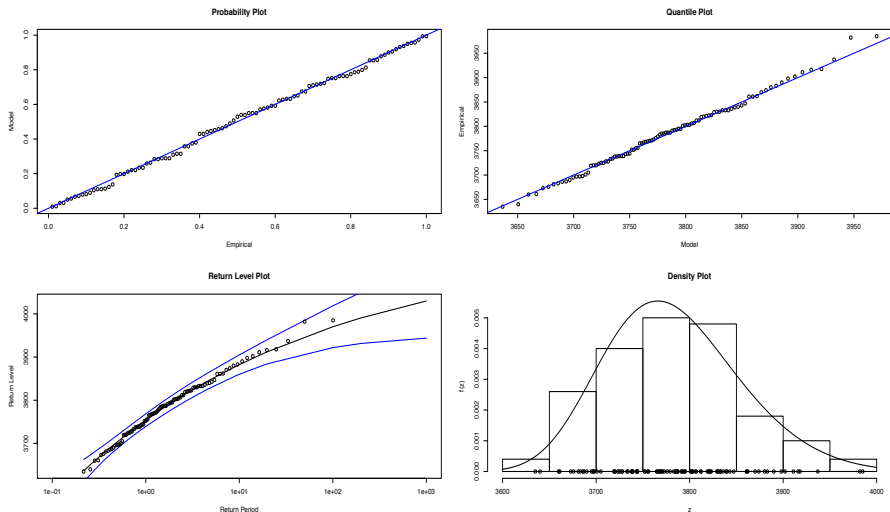 Probability Plot
1.0
0.8
0.6
0.4
0.2
0.0
Model
0.0 0.2 0.4 0.6 0.8 1.0
Empirical
Quantile Plot
3950
3900
3850
3800
3750
3700
3650
Empirical
3650 3700 3750 3800 3850 3900 3950
Model
Return Level Plot
4000
3900
3800
3700
Return Level
1e−01 1e+00 1e+01 1e+02 1e+03
Return Period
Density Plot
0.005
0.004
0.003
0.002
0.001
0.000
f(z)
3600 3700 3800 3900 4000
z